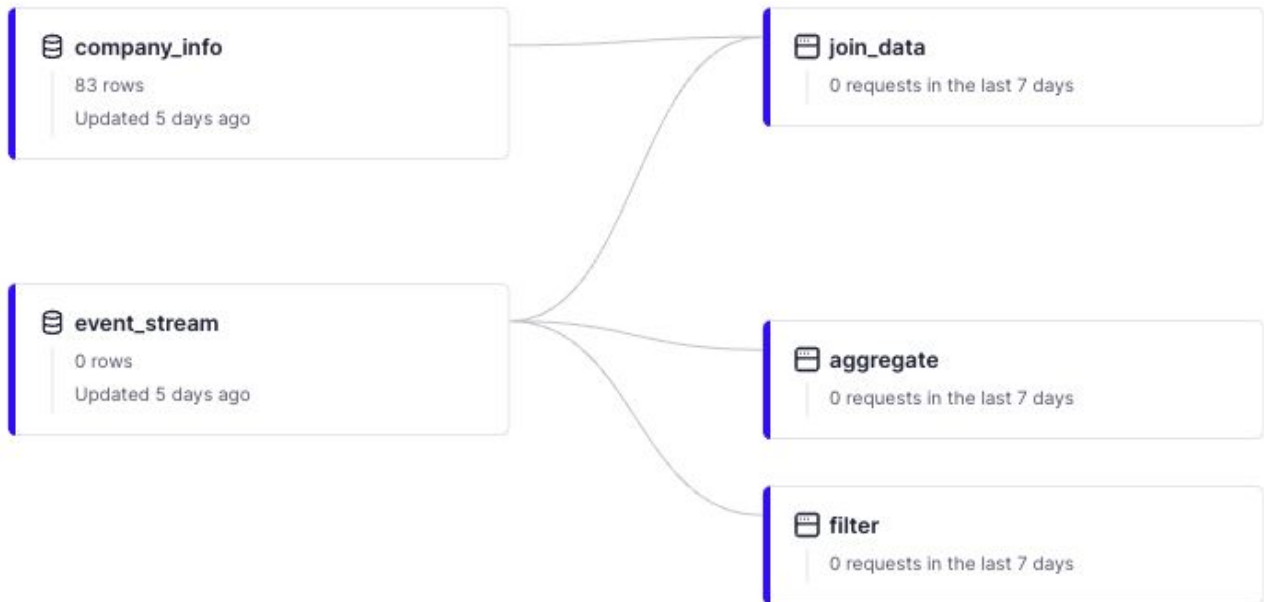 company_info
83 rows
Updated 5 days ago
event_stream
0 rows
Updated 5 days ago
join_data
0 requests in the last 7 days
aggregate
0 requests in the last 7 days
filter
0 requests in the last 7 days